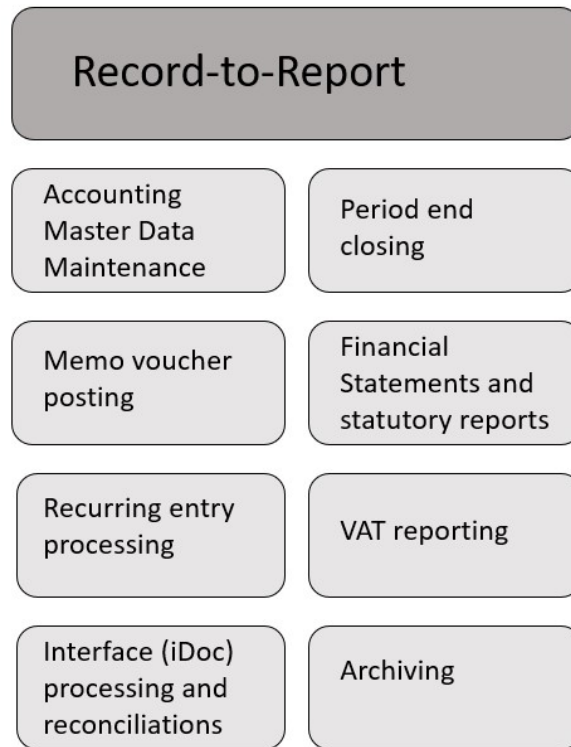 Record-to-Report
Accounting
Master Data
Maintenance
Period end
closing
Memo voucher
posting
Financial
Statements and
statutory reports
Recurring entry
processing
VAT reporting
Interface (iDoc)
processing and
reconciliations
Archiving